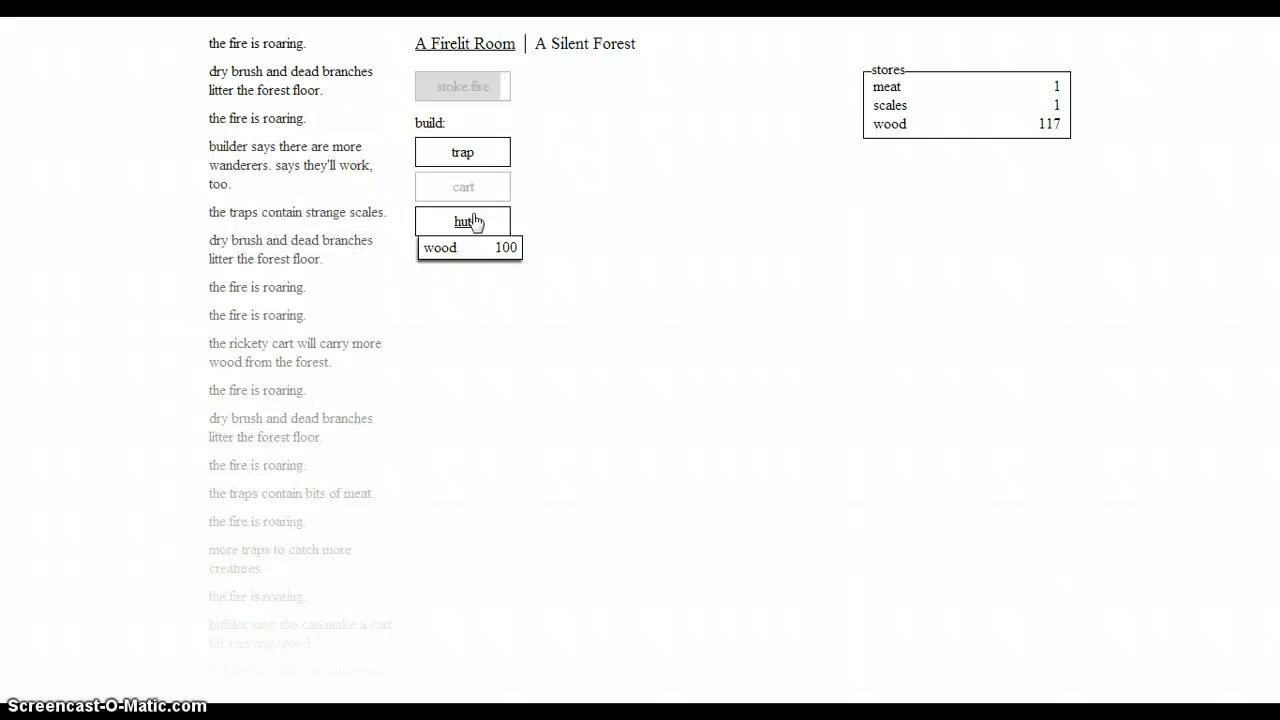 the fire is roaring.
dry brush and dead branches
litter the forest floor.
the fire is roaring.
builder says there are more
wanderers. says they'll work,
too.
the traps contain strange scales.
dry brush and dead branches
litter the forest floor.
the fire is roaring.
the fire is roaring.
the rickety cart will carry more
wood from the forest.
the fire is roaring.
dry brush and dead branches
litter the forest floor.
the fire is roaring.
the traps contain bits of meat.
the fire is roaring.
more traps to catch more
creatures.
the fire is roaring.
builder says she can make a cart
A Firelit Room | A Silent Forest
stoke fire
build:
trap
cart
hut
wood 100
stores
meat 1
scales 1
wood 117
Screencast-O-Matic.com